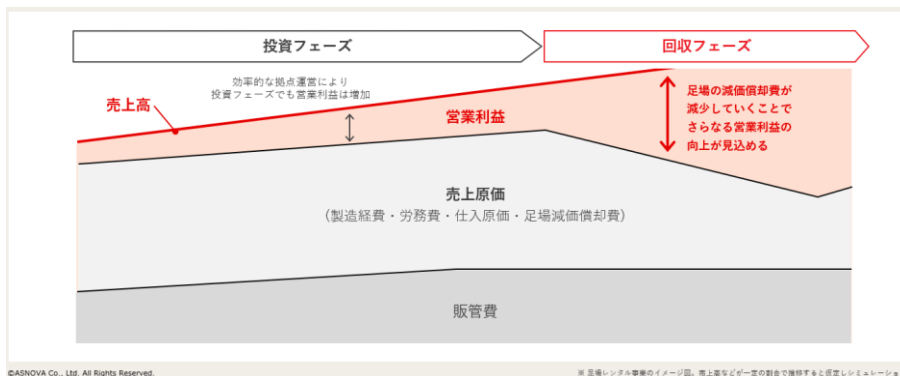 投資フェーズ
回収フェーズ
効率的な拠点運営により
投資フェーズでも営業利益は増加
売上高
営業利益
足場の減価償却費が
減少していくことで
さらなる営業利益の
向上が見込める
売上原価
（製造経費・労務費・仕入原価・足場減価償却費）
販管費
©ASNOVA Co., Ltd. All Rights Reserved.
※ 足場レンタル事業のイメージ図。売上高などが一定の割合で推移すると仮定しシミュレーショ